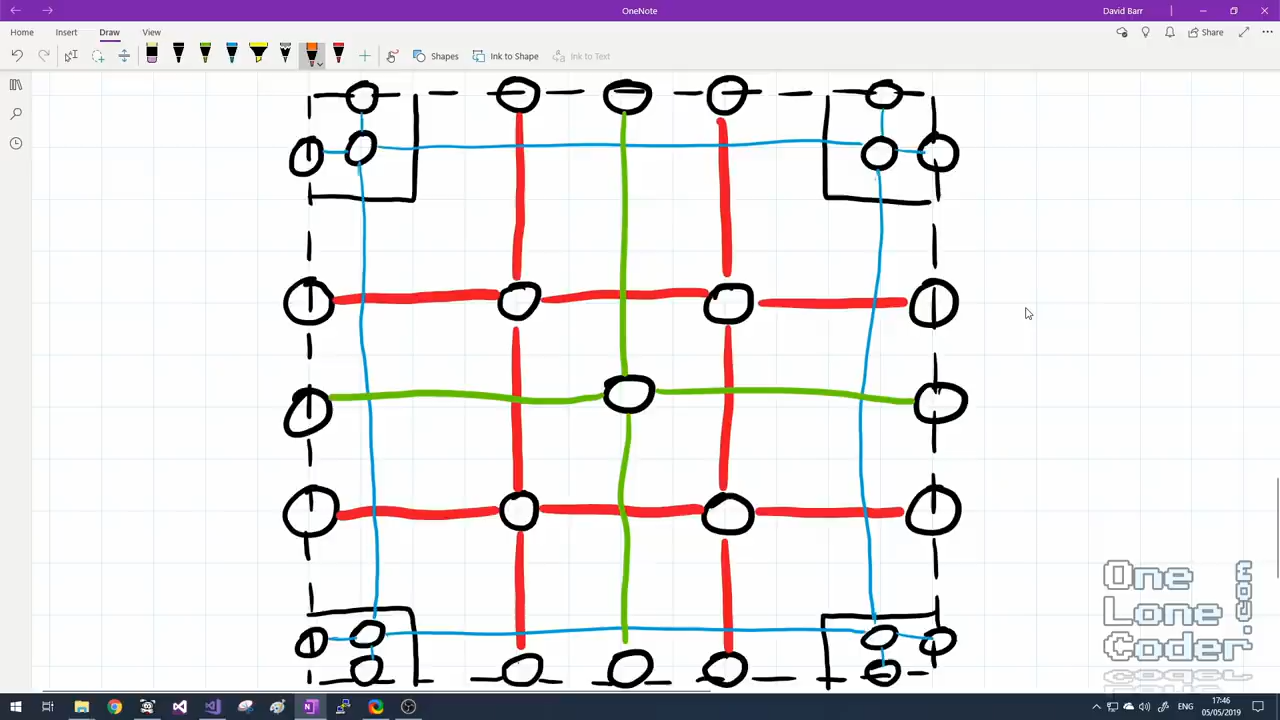 OneNote
David Barr
Home
Insert
Draw
View
Share
Shapes
Ink to Shape
Ink to Text
One
Lone
Coder
.com
ENG
17:46
05/05/2019